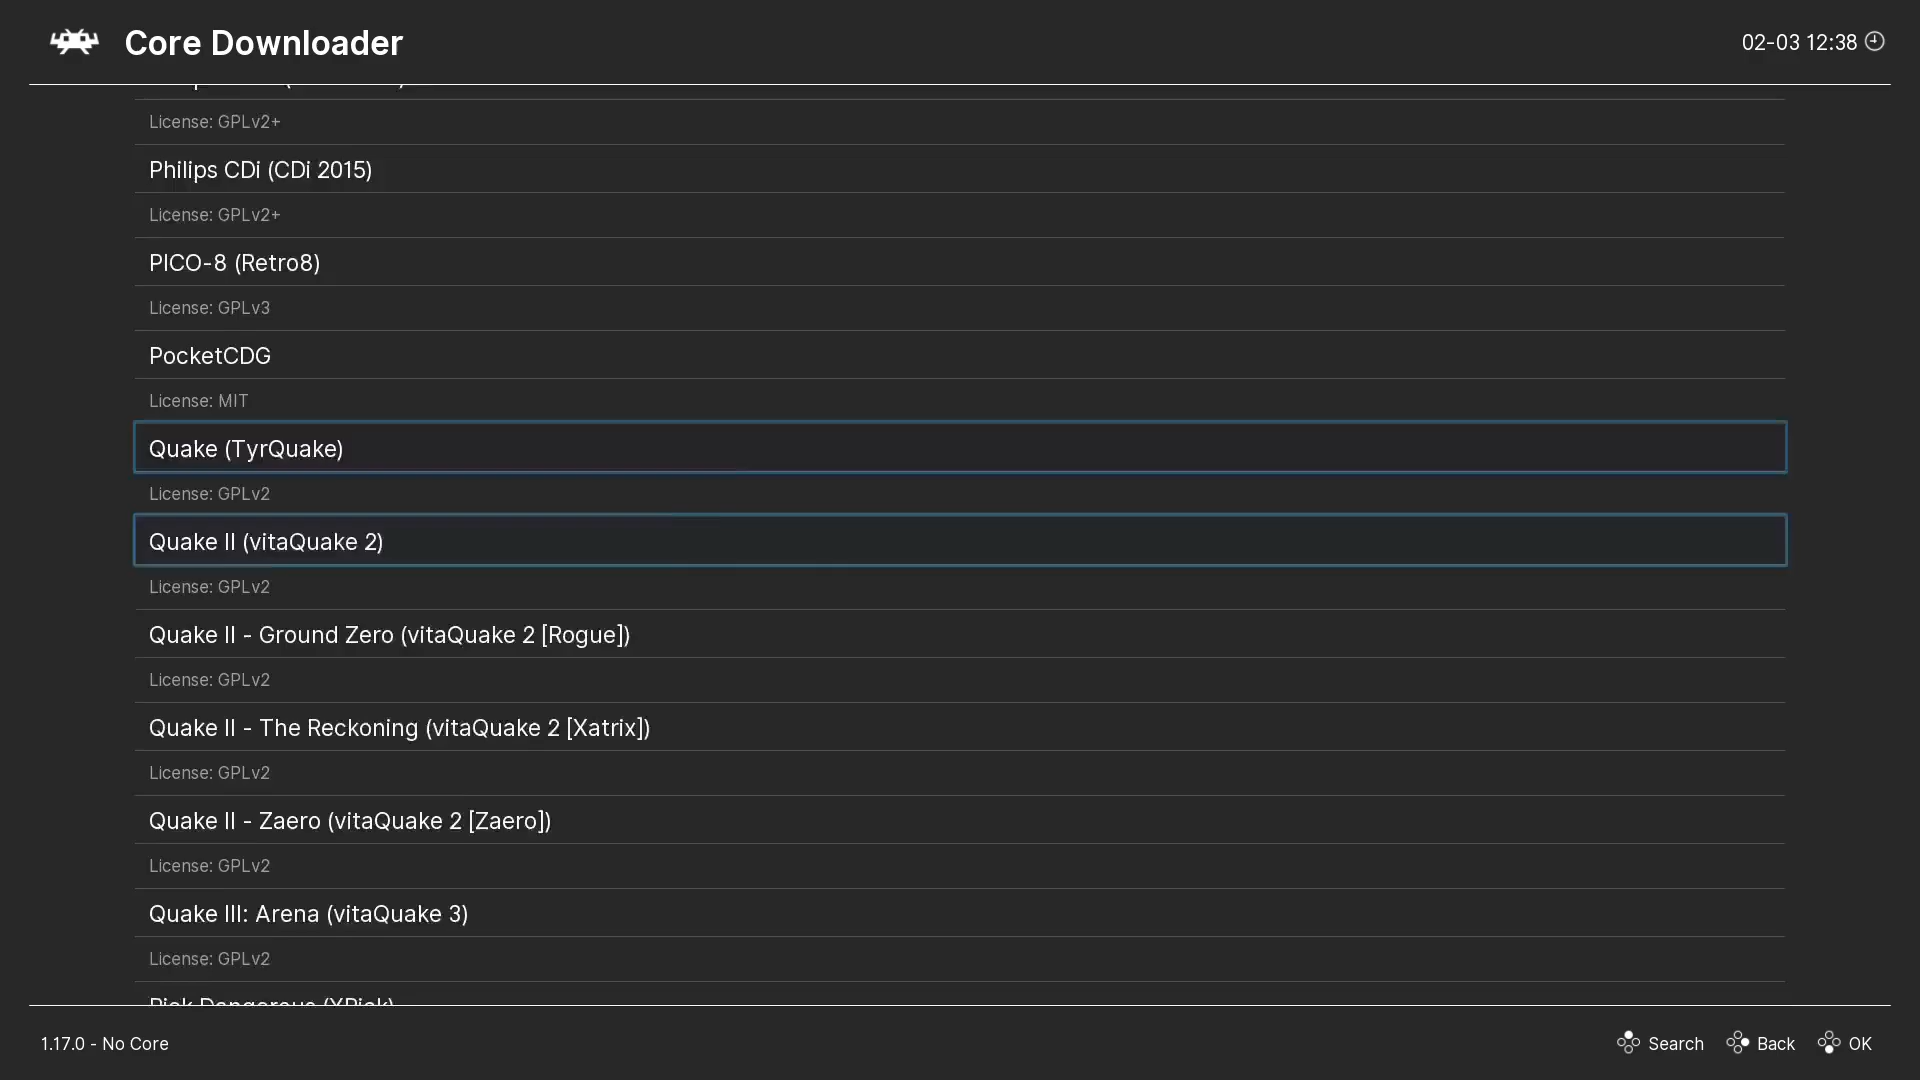 Core Downloader
02-03 12:38
License: GPLv2+
Philips CDi (CDi 2015)
License: GPLv2+
PICO-8 (Retro8)
License: GPLv3
PocketCDG
License: MIT
Quake (TyrQuake)
License: GPLv2
Quake II (vitaQuake 2)
License: GPLv2
Quake II - Ground Zero (vitaQuake 2 [Rogue])
License: GPLv2
Quake II - The Reckoning (vitaQuake 2 [Xatrix])
License: GPLv2
Quake II - Zaero (vitaQuake 2 [Zaero])
License: GPLv2
Quake III: Arena (vitaQuake 3)
License: GPLv2
Rick Dangerous (XRick)
1.17.0 - No Core
Search Back OK